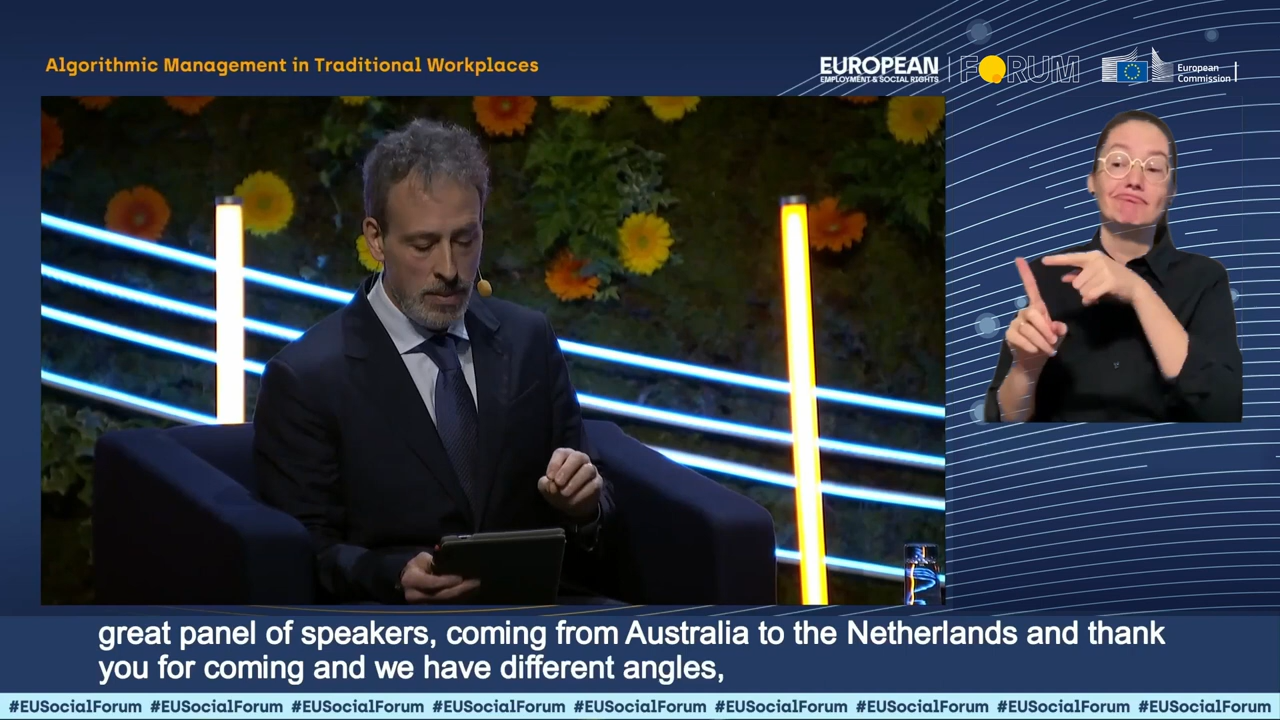 Algorithmic Management in Traditional Workplaces
EUROPEAN
EMPLOYMENT & SOCIAL RIGHTS
FORUM
European
Commission
great panel of speakers, coming from Australia to the Netherlands and thank
you for coming and we have different angles,
#EUSocialForum #EUSocialForum #EUSocialForum #EUSocialForum #EUSocialForum #EUSocialForum #EUSocialForum #EUSocialForum #EUSocialForum